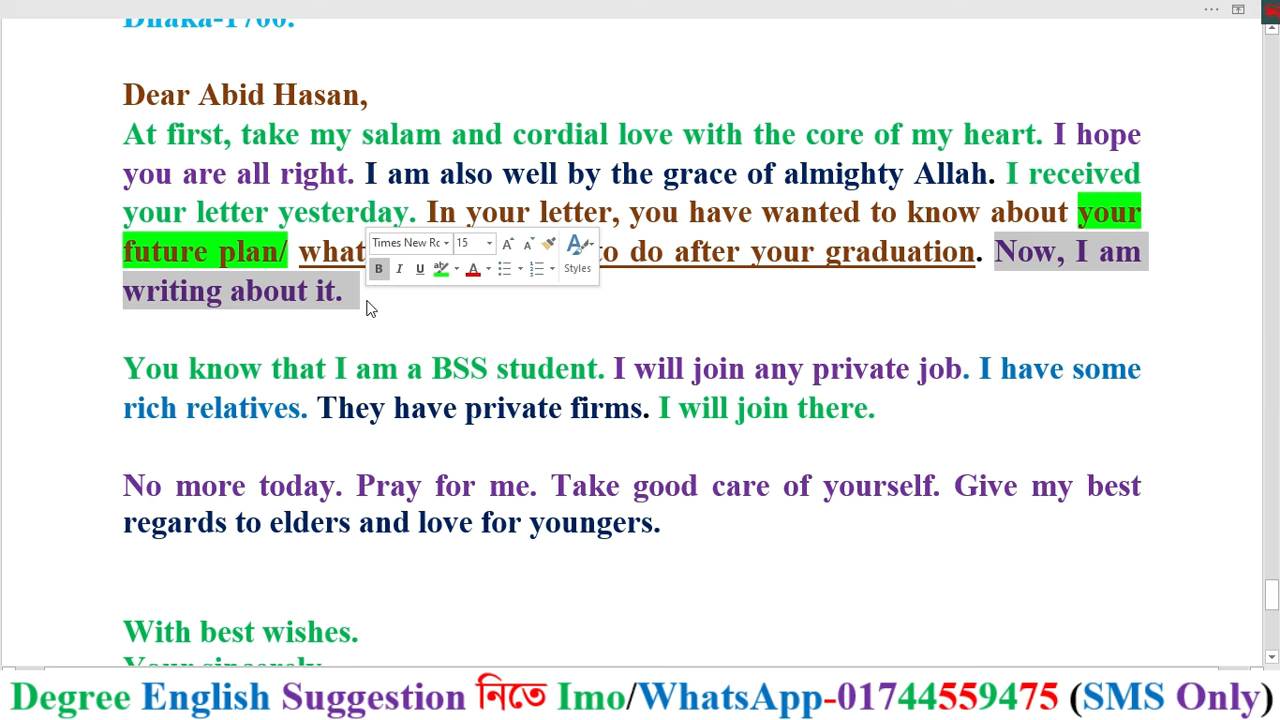 Dhaka-1700.
Dear Abid Hasan,
At first, take my salam and cordial love with the core of my heart. I hope
you are all right. I am also well by the grace of almighty Allah. I received
your letter yesterday. In your letter, you have wanted to know about your
future plan/ what to do after your graduation. Now, I am
Times New Ro 15
B I U Styles
writing about it.
You know that I am a BSS student. I will join any private job. I have some
rich relatives. They have private firms. I will join there.
No more today. Pray for me. Take good care of yourself. Give my best
regards to elders and love for youngers.
With best wishes.
Your sincerely
Degree English Suggestion নিতে Imo/WhatsApp-01744559475 (SMS Only)